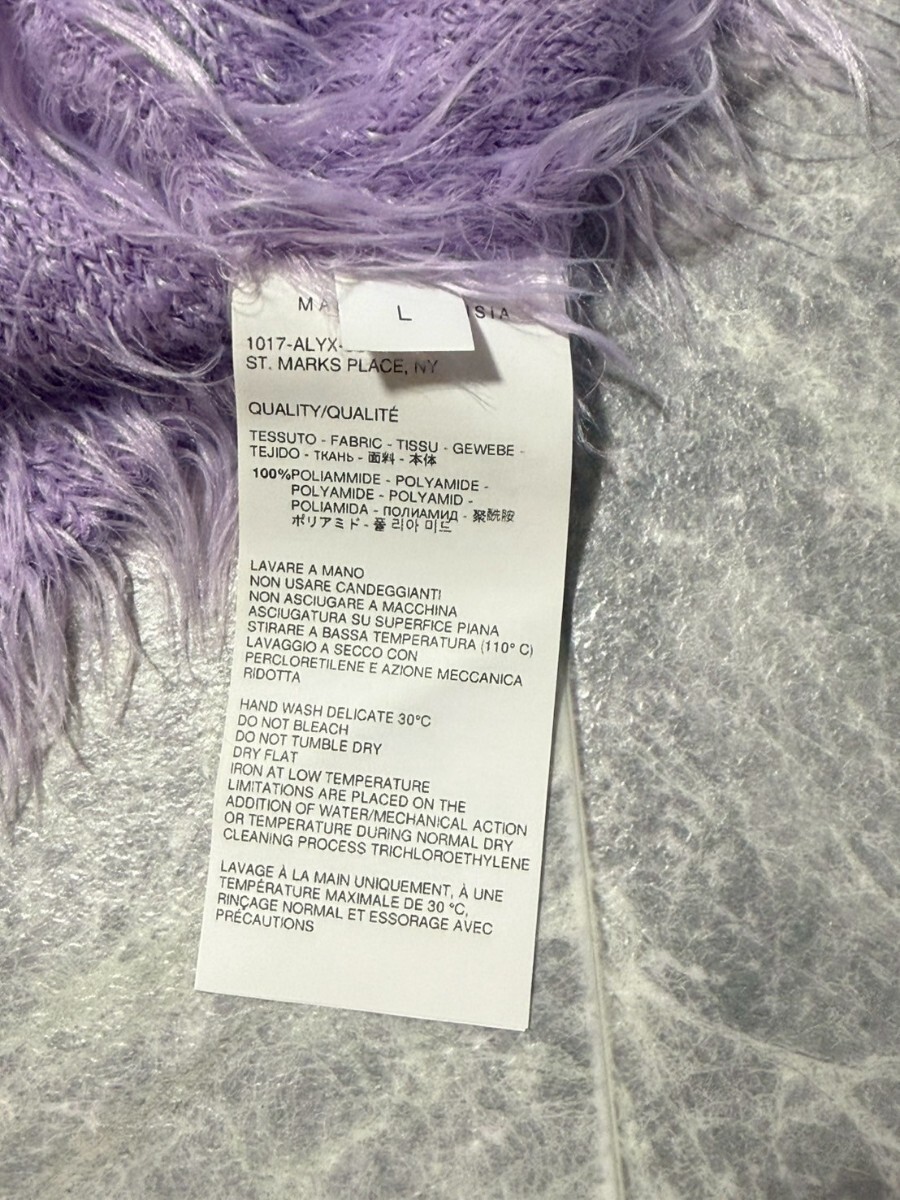 L
1017-ALYX-
ST. MARKS PLACE, NY
QUALITY/QUALITÉ
TESSUTO - FABRIC - TISSU - GEWEBE -
TEJIDO - ТКАНЬ - 面料 - 本体
100%POLIAMMIDE - POLYAMIDE -
POLYAMIDE - POLYAMID -
POLIAMIDA - ПОЛИАМИД - 聚酰胺
ポリアミド - 폴 리아 미드
LAVARE A MANO
NON USARE CANDEGGIANTI
NON ASCIUGARE A MACCHINA
ASCIUGATURA SU SUPERFICE PIANA
STIRARE A BASSA TEMPERATURA (110° C)
LAVAGGIO A SECCO CON
PERCLORETILENE E AZIONE MECCANICA
RIDOTTA
HAND WASH DELICATE 30°C
DO NOT BLEACH
DO NOT TUMBLE DRY
DRY FLAT
IRON AT LOW TEMPERATURE
LIMITATIONS ARE PLACED ON THE
ADDITION OF WATER/MECHANICAL ACTION
OR TEMPERATURE DURING NORMAL DRY
CLEANING PROCESS TRICHLOROETHYLENE
LAVAGE À LA MAIN UNIQUEMENT, À UNE
TEMPÉRATURE MAXIMALE DE 30 °C,
RINÇAGE NORMAL ET ESSORAGE AVEC
PRÉCAUTIONS